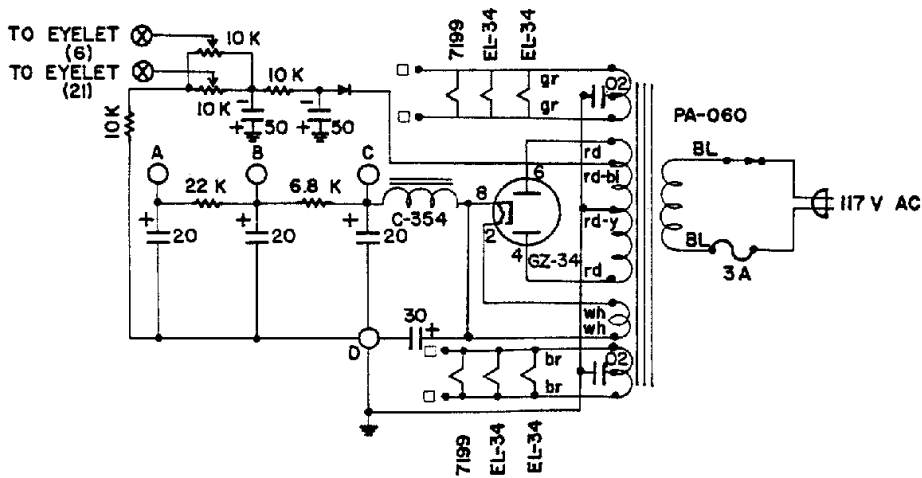 TO EYELET
(6)
10 K
TO EYELET
(21)
10 K
10 K
10 K
-
+
50
-
+
50
7199
EL-34
EL-34
gr
gr
.02
PA-060
BL
BL
3A
117 V AC
A
B
C
22 K
6.8 K
C-354
+
20
+
20
+
20
8
2
6
4
GZ-34
rd
rd-bl
rd-y
rd
wh
wh
30
+
D
br
br
.02
7199
EL-34
EL-34